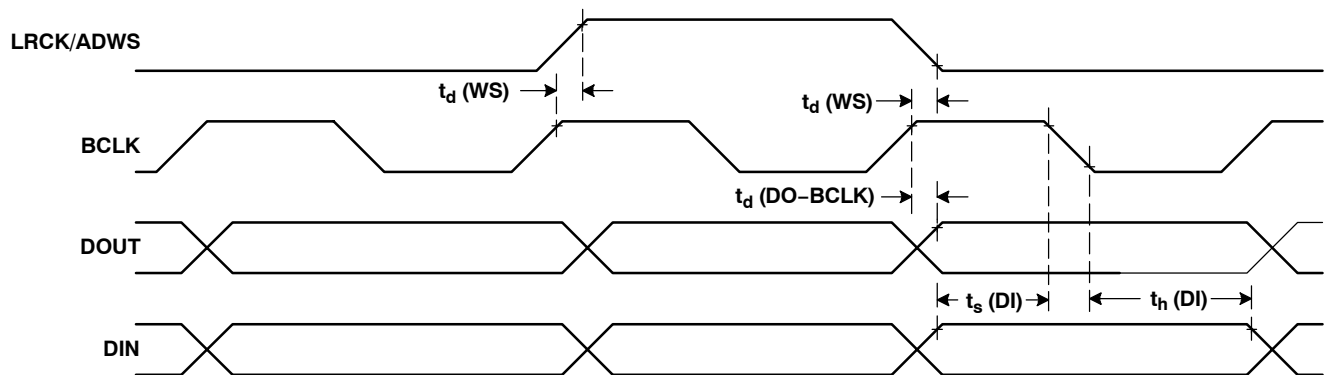 LRCK/ADWS
t_d (WS)
t_d (WS)
BCLK
t_d (DO−BCLK)
DOUT
t_s (DI)
t_h (DI)
DIN